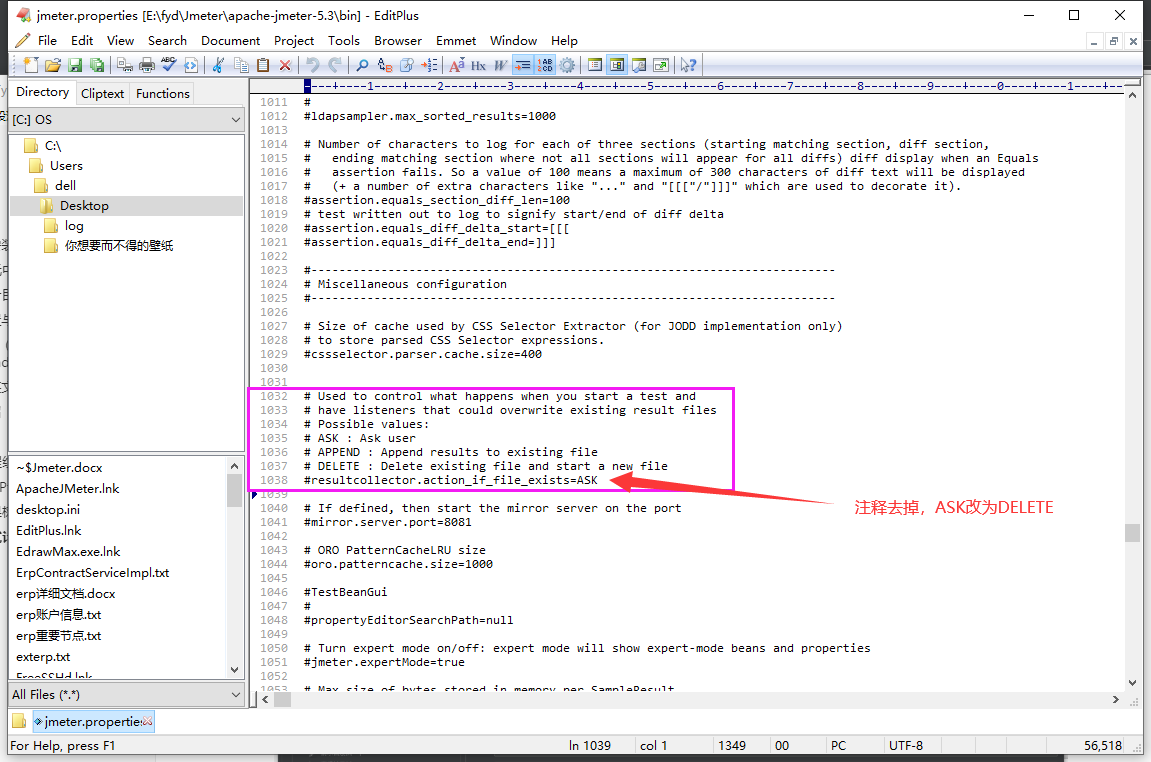 jmeter.properties [E:\fyd\Jmeter\apache-jmeter-5.3\bin] - EditPlus
File Edit View Search Document Project Tools Browser Emmet Window Help
Directory Cliptext Functions
[C:] OS
C:\
Users
dell
Desktop
log
你想要而不得的壁纸
~$Jmeter.docx
ApacheJMeter.lnk
desktop.ini
EditPlus.lnk
EdrawMax.exe.lnk
ErpContractServiceImpl.txt
erp详细文档.docx
erp账户信息.txt
erp重要节点.txt
exterp.txt
FreeSSHd.lnk
All Files (*.*)
----+----1----+----2----+----3----+----4----+----5----+----6----+----7----+----8----+----9----+----0----+----1----+--
1011 #
1012 #ldapsampler.max_sorted_results=1000
1013
1014 # Number of characters to log for each of three sections (starting matching section, diff section,
1015 #   ending matching section where not all sections will appear for all diffs) diff display when an Equals
1016 #   assertion fails. So a value of 100 means a maximum of 300 characters of diff text will be displayed
1017 #   (+ a number of extra characters like "..." and "[[["/"]]]" which are used to decorate it).
1018 #assertion.equals_section_diff_len=100
1019 # test written out to log to signify start/end of diff delta
1020 #assertion.equals_diff_delta_start=[[[
1021 #assertion.equals_diff_delta_end=]]]
1022
1023 #---------------------------------------------------------------------------
1024 # Miscellaneous configuration
1025 #---------------------------------------------------------------------------
1026
1027 # Size of cache used by CSS Selector Extractor (for JODD implementation only)
1028 # to store parsed CSS Selector expressions.
1029 #cssselector.parser.cache.size=400
1030
1031
1032 # Used to control what happens when you start a test and
1033 # have listeners that could overwrite existing result files
1034 # Possible values:
1035 # ASK : Ask user
1036 # APPEND : Append results to existing file
1037 # DELETE : Delete existing file and start a new file
1038 #resultcollector.action_if_file_exists=ASK
1039
注释去掉，ASK改为DELETE
1040 # If defined, then start the mirror server on the port
1041 #mirror.server.port=8081
1042
1043 # ORO PatternCacheLRU size
1044 #oro.patterncache.size=1000
1045
1046 #TestBeanGui
1047 #
1048 #propertyEditorSearchPath=null
1049
1050 # Turn expert mode on/off: expert mode will show expert-mode beans and properties
1051 #jmeter.expertMode=true
1052
1053 # Max size of bytes stored in memory per SampleResult
jmeter.properties
For Help, press F1 ln 1039 col 1 1349 00 PC UTF-8 56,518